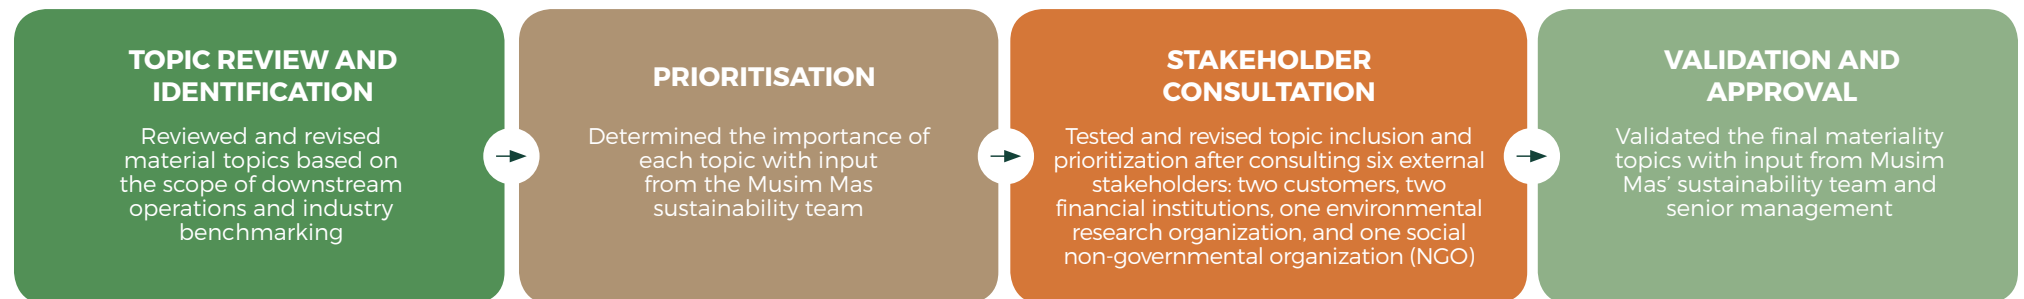 TOPIC REVIEW AND
IDENTIFICATION
Reviewed and revised
material topics based on
the scope of downstream
operations and industry
benchmarking
PRIORITISATION
Determined the importance of
each topic with input
from the Musim Mas
sustainability team
STAKEHOLDER
CONSULTATION
Tested and revised topic inclusion and
prioritization after consulting six external
stakeholders: two customers, two
financial institutions, one environmental
research organization, and one social
non-governmental organization (NGO)
VALIDATION AND
APPROVAL
Validated the final materiality
topics with input from Musim
Mas’ sustainability team and
senior management